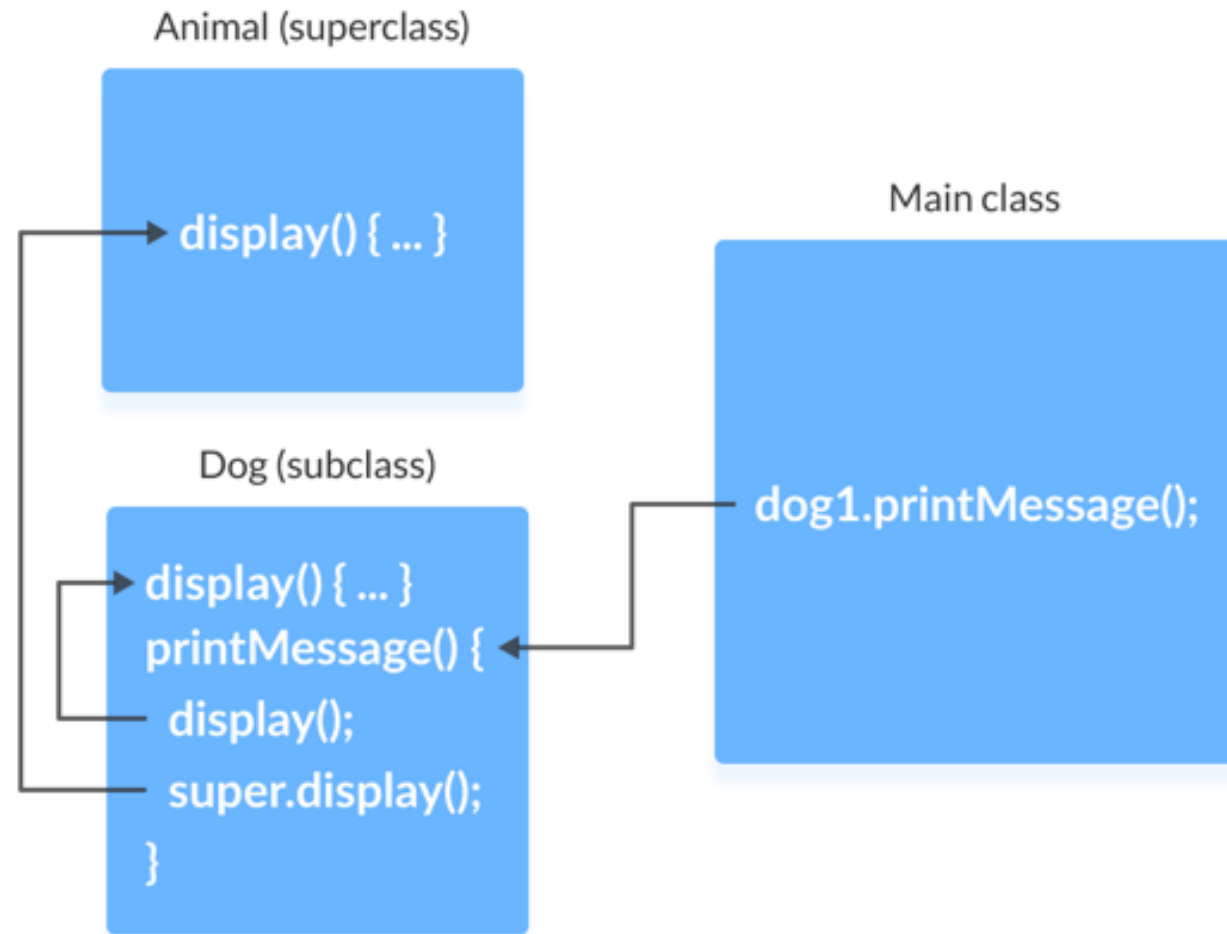 Animal (superclass)
display() { ... }
Dog (subclass)
display() { ... }
printMessage() {
display();
super.display();
}
Main class
dog1.printMessage();